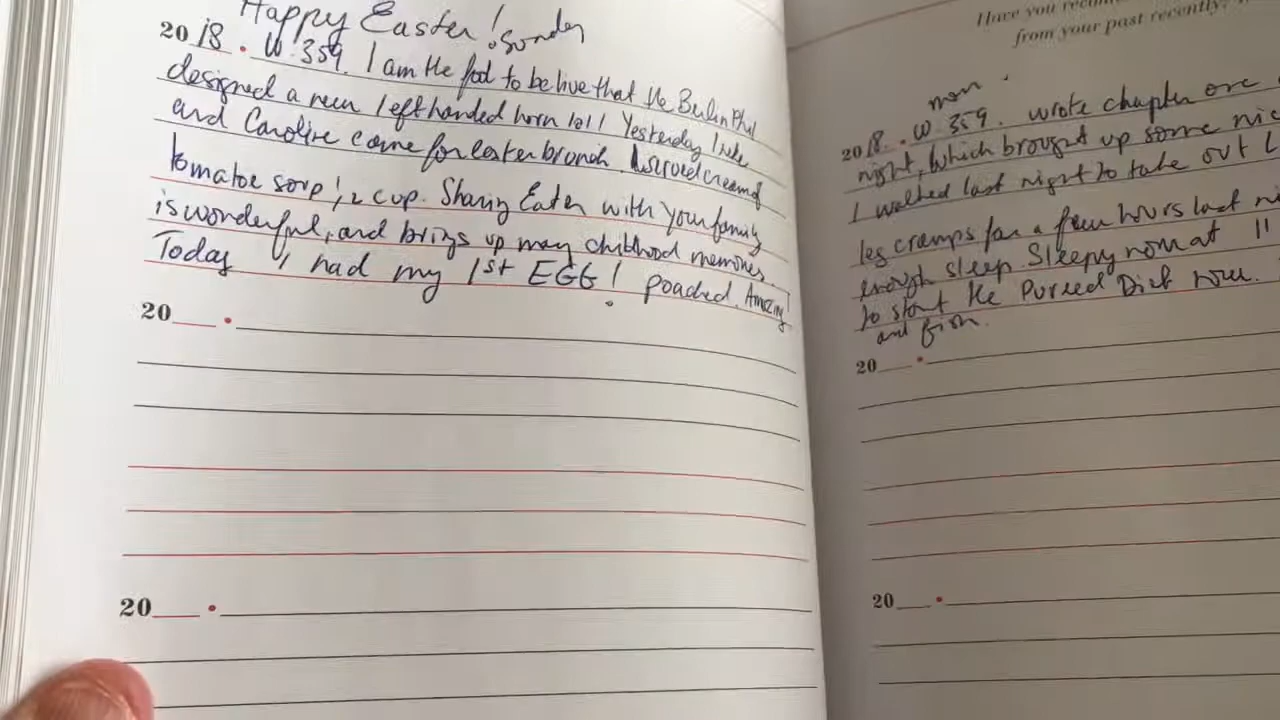 Happy Easter! Sunday
2018 . W. 359. I am the fool to believe that the Berlin Phil
designed a new left handed horn lol! Yesterday Luke
and Caroline came for easter brunch. I served cream of
tomatoe soup 1/2 cup. Sharing Easter with your family
is wonderful, and brings up many childhood memories
Today I had my 1st EGG! poached. Amazing!
20___ .
20___ .
Have you
from your past recently?
mon
2018 . W. 359. wrote chapter one
night, which brought up some
I walked last night to take out
leg cramps for a few hours last
enough sleep Sleepy now at 11
to start the Pureed Diet now.
and fish.
20___ .
20___ .